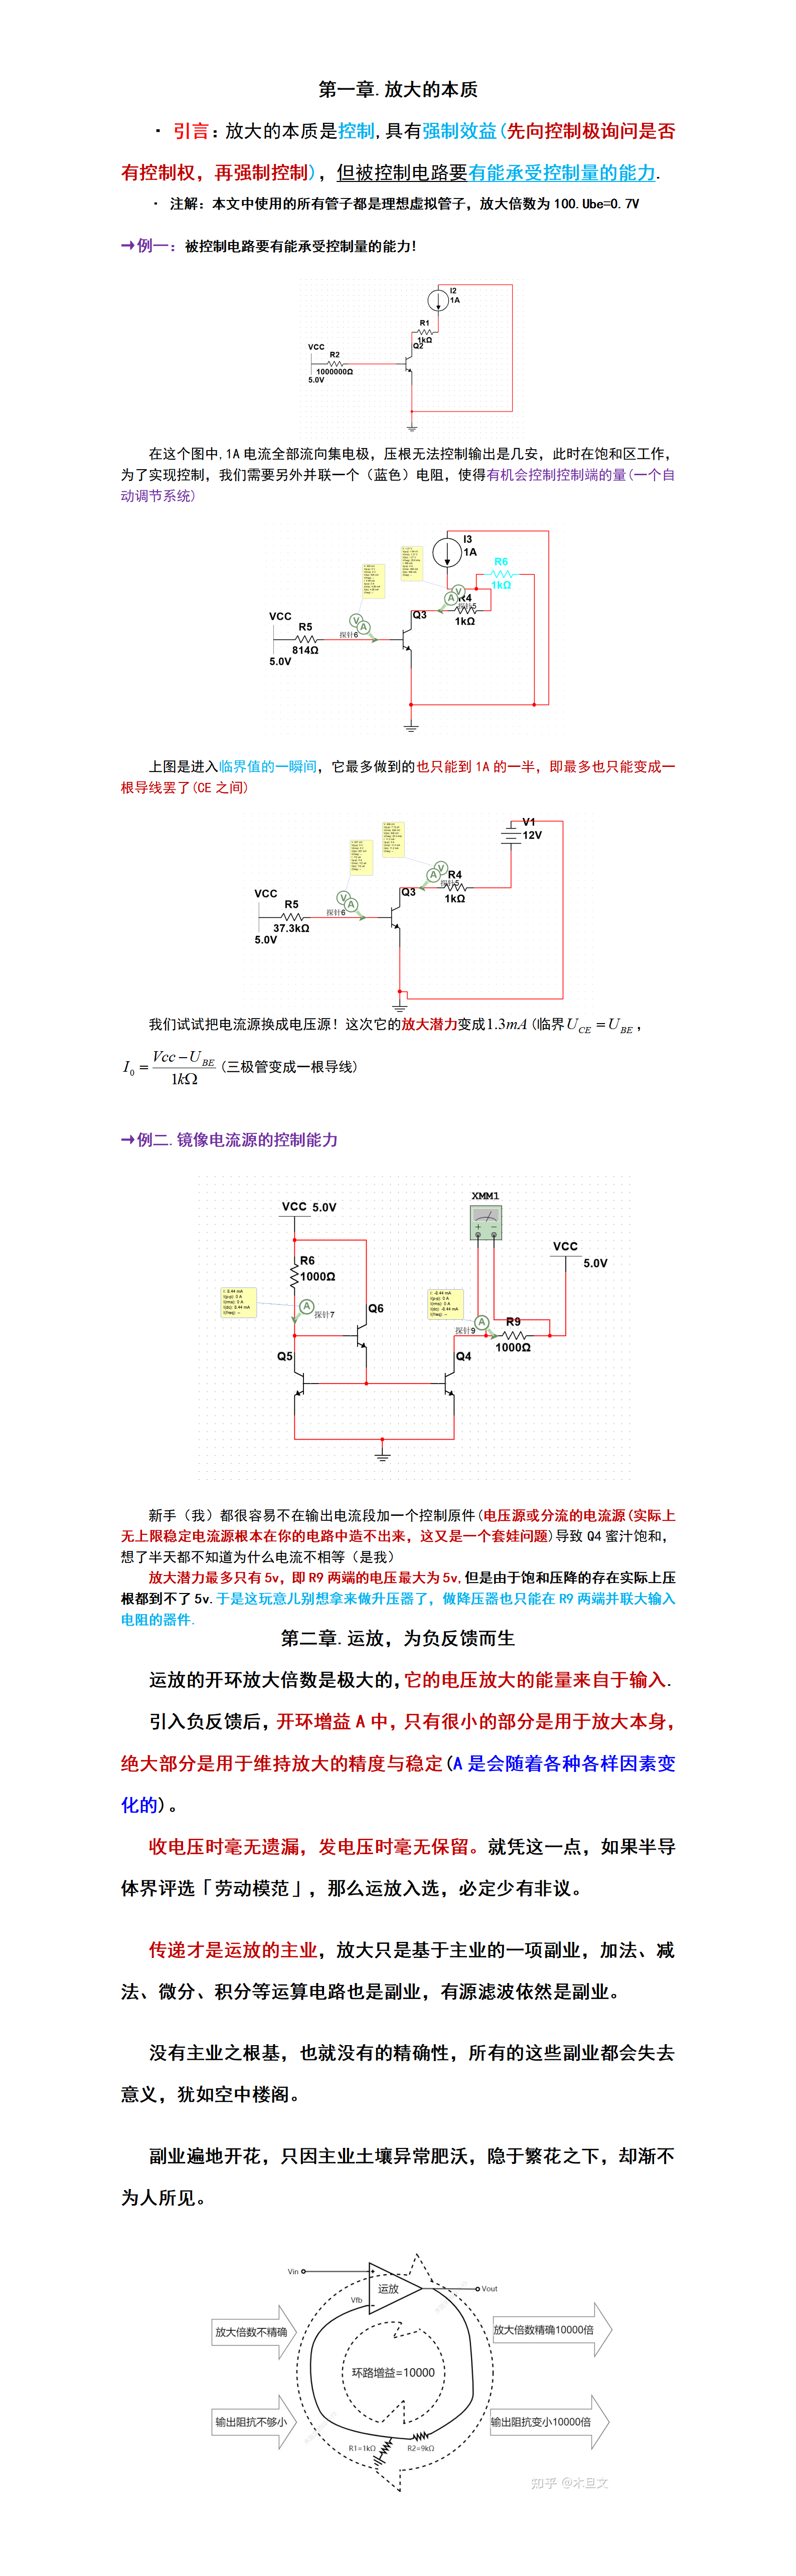 第一章.放大的本质
· 引言:放大的本质是控制,具有强制效益(先向控制极询问是否
有控制权，再强制控制)，但被控制电路要有能承受控制量的能力.
· 注解：本文中使用的所有管子都是理想虚拟管子，放大倍数为100.Ube=0.7V
→例一：被控制电路要有能承受控制量的能力!
I2
1A
R1
1kΩ
Q2
VCC
R2
1000000Ω
5.0V
在这个图中,1A电流全部流向集电极，压根无法控制输出是几安，此时在饱和区工作，
为了实现控制，我们需要另外并联一个（蓝色）电阻，使得有机会控制控制端的量(一个自
动调节系统)
I3
1A
R6
1kΩ
R4
探针5
1kΩ
Q3
VCC
R5
探针6
814Ω
5.0V
上图是进入临界值的一瞬间，它最多做到的也只能到1A的一半，即最多也只能变成一
根导线罢了(CE之间)
V1
12V
R4
探针5
1kΩ
Q3
VCC
R5
探针6
37.3kΩ
5.0V
我们试试把电流源换成电压源！这次它的放大潜力变成1.3mA(临界U_CE=U_BE，
I_0=(Vcc-U_BE)/1kΩ(三极管变成一根导线)
→例二.镜像电流源的控制能力
XMM1
VCC 5.0V
VCC
5.0V
R6
1000Ω
探针7
Q6
探针9
R9
1000Ω
Q5
Q4
新手（我）都很容易不在输出电流段加一个控制原件(电压源或分流的电流源(实际上
无上限稳定电流源根本在你的电路中造不出来，这又是一个套娃问题)导致Q4蜜汁饱和，
想了半天都不知道为什么电流不相等（是我）
放大潜力最多只有5v，即R9两端的电压最大为5v,但是由于饱和压降的存在实际上压
根都到不了5v.于是这玩意儿别想拿来做升压器了，做降压器也只能在R9两端并联大输入
电阻的器件.
第二章.运放，为负反馈而生
运放的开环放大倍数是极大的,它的电压放大的能量来自于输入.
引入负反馈后，开环增益A中，只有很小的部分是用于放大本身，
绝大部分是用于维持放大的精度与稳定(A是会随着各种各样因素变
化的)。
收电压时毫无遗漏，发电压时毫无保留。就凭这一点，如果半导
体界评选「劳动模范」，那么运放入选，必定少有非议。
传递才是运放的主业，放大只是基于主业的一项副业，加法、减
法、微分、积分等运算电路也是副业，有源滤波依然是副业。
没有主业之根基，也就没有的精确性，所有的这些副业都会失去
意义，犹如空中楼阁。
副业遍地开花，只因主业土壤异常肥沃，隐于繁花之下，却渐不
为人所见。
Vin
运放
Vout
Vfb
放大倍数不精确
放大倍数精确10000倍
环路增益=10000
输出阻抗不够小
输出阻抗变小10000倍
R1=1kΩ
R2=9kΩ
知乎 @木旦文